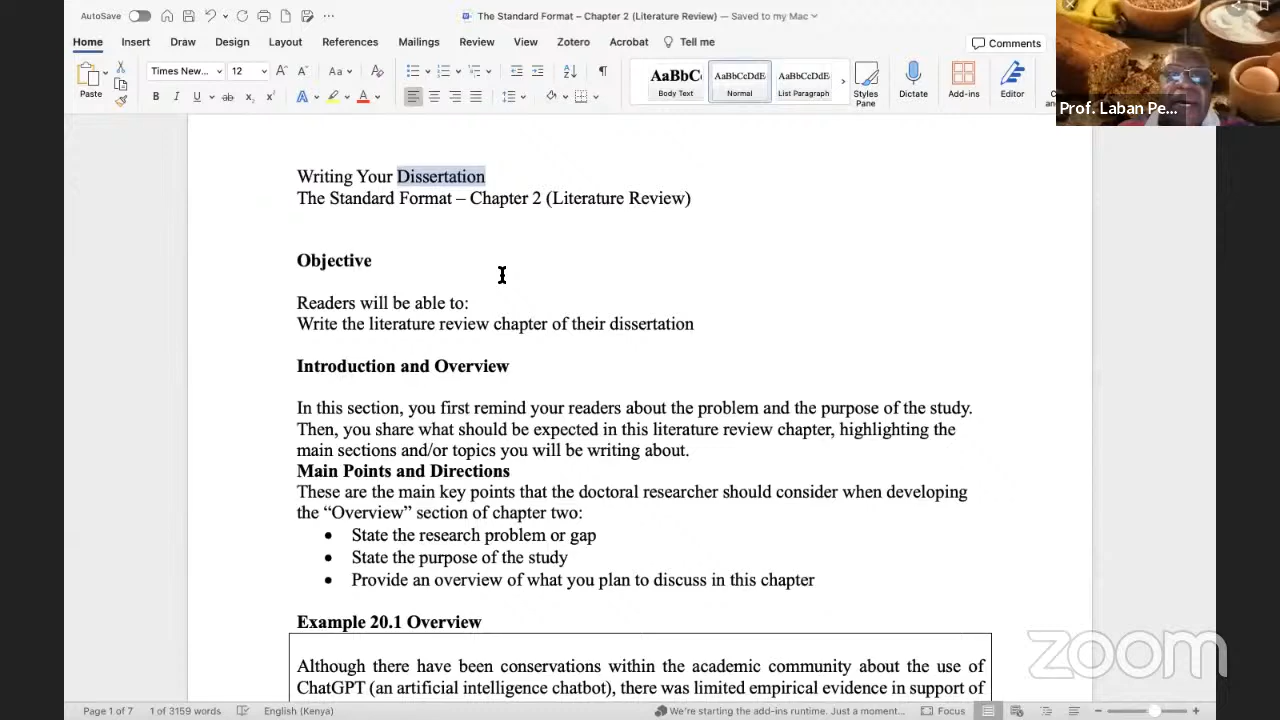 AutoSave
The Standard Format – Chapter 2 (Literature Review) — Saved to my Mac
Home Insert Draw Design Layout References Mailings Review View Zotero Acrobat Tell me
Comments
Paste
Times New...
12
Aa
B I U ab x₂ x²
A A
AaBbC AaBbCcDdE AaBbCcDdE
Body Text Normal List Paragraph
Styles Pane
Dictate
Add-ins
Editor
Prof. Laban Pe...
Writing Your Dissertation
The Standard Format – Chapter 2 (Literature Review)
Objective
Readers will be able to:
Write the literature review chapter of their dissertation
Introduction and Overview
In this section, you first remind your readers about the problem and the purpose of the study.
Then, you share what should be expected in this literature review chapter, highlighting the
main sections and/or topics you will be writing about.
Main Points and Directions
These are the main key points that the doctoral researcher should consider when developing
the “Overview” section of chapter two:
• State the research problem or gap
• State the purpose of the study
• Provide an overview of what you plan to discuss in this chapter
Example 20.1 Overview
Although there have been conservations within the academic community about the use of
ChatGPT (an artificial intelligence chatbot), there was limited empirical evidence in support of
zoom
Page 1 of 7 1 of 3159 words English (Kenya) We're starting the add-ins runtime. Just a moment... Focus